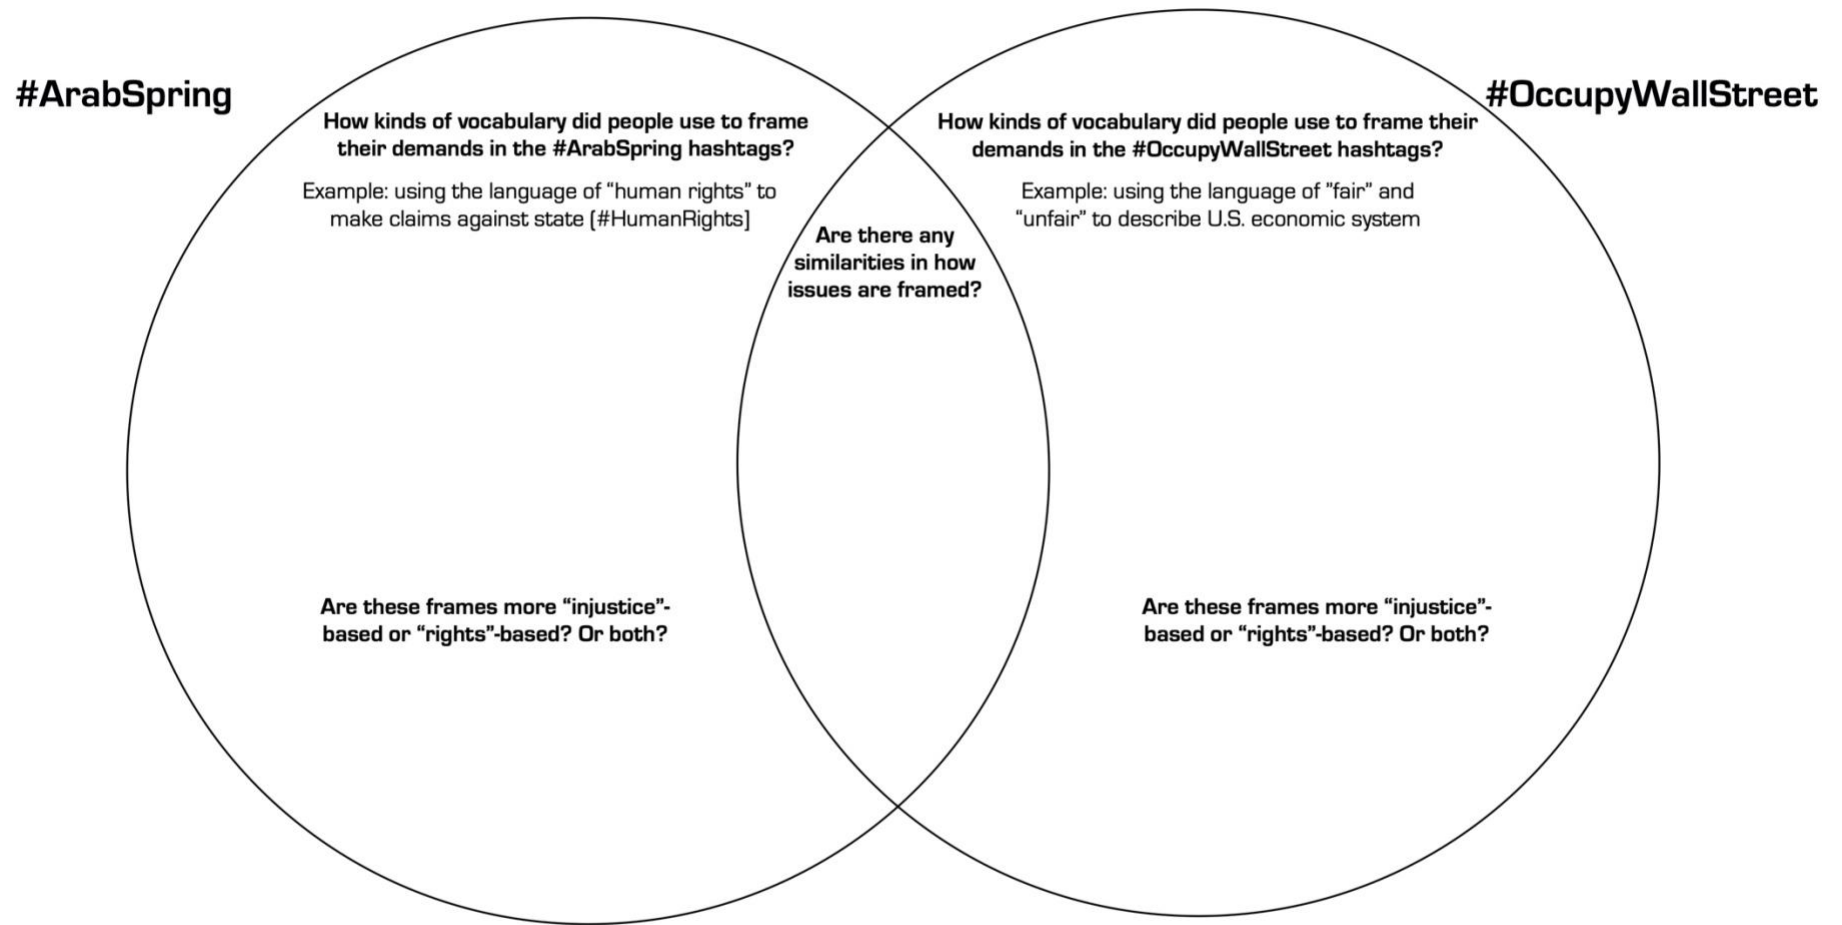 #ArabSpring
How kinds of vocabulary did people use to frame
their demands in the #ArabSpring hashtags?
Example: using the language of “human rights” to
make claims against state [#HumanRights]
Are these frames more “injustice”-
based or “rights”-based? Or both?
Are there any
similarities in how
issues are framed?
#OccupyWallStreet
How kinds of vocabulary did people use to frame their
demands in the #OccupyWallStreet hashtags?
Example: using the language of ”fair” and
“unfair” to describe U.S. economic system
Are these frames more “injustice”-
based or “rights”-based? Or both?